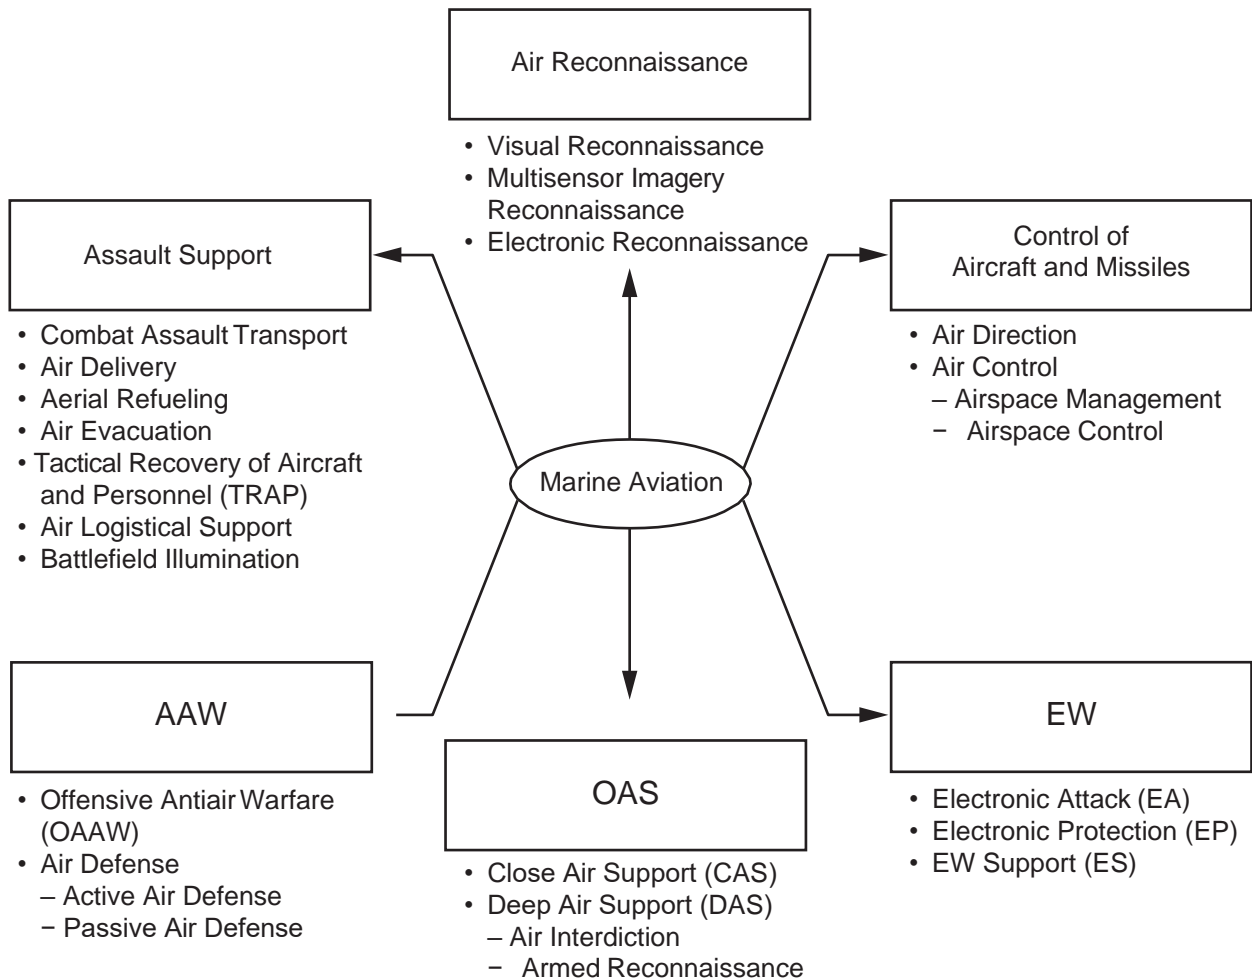 Air Reconnaissance
• Visual Reconnaissance
• Multisensor Imagery
Reconnaissance
• Electronic Reconnaissance
Assault Support
• Combat Assault Transport
• Air Delivery
• Aerial Refueling
• Air Evacuation
• Tactical Recovery of Aircraft
and Personnel (TRAP)
• Air Logistical Support
• Battlefield Illumination
Control of
Aircraft and Missiles
• Air Direction
• Air Control
– Airspace Management
− Airspace Control
Marine Aviation
AAW
• Offensive Antiair Warfare
(OAAW)
• Air Defense
– Active Air Defense
− Passive Air Defense
OAS
• Close Air Support (CAS)
• Deep Air Support (DAS)
– Air Interdiction
− Armed Reconnaissance
EW
• Electronic Attack (EA)
• Electronic Protection (EP)
• EW Support (ES)